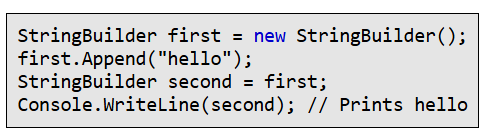 StringBuilder first = new StringBuilder();
first.Append("hello");
StringBuilder second = first;
Console.WriteLine(second); // Prints hello